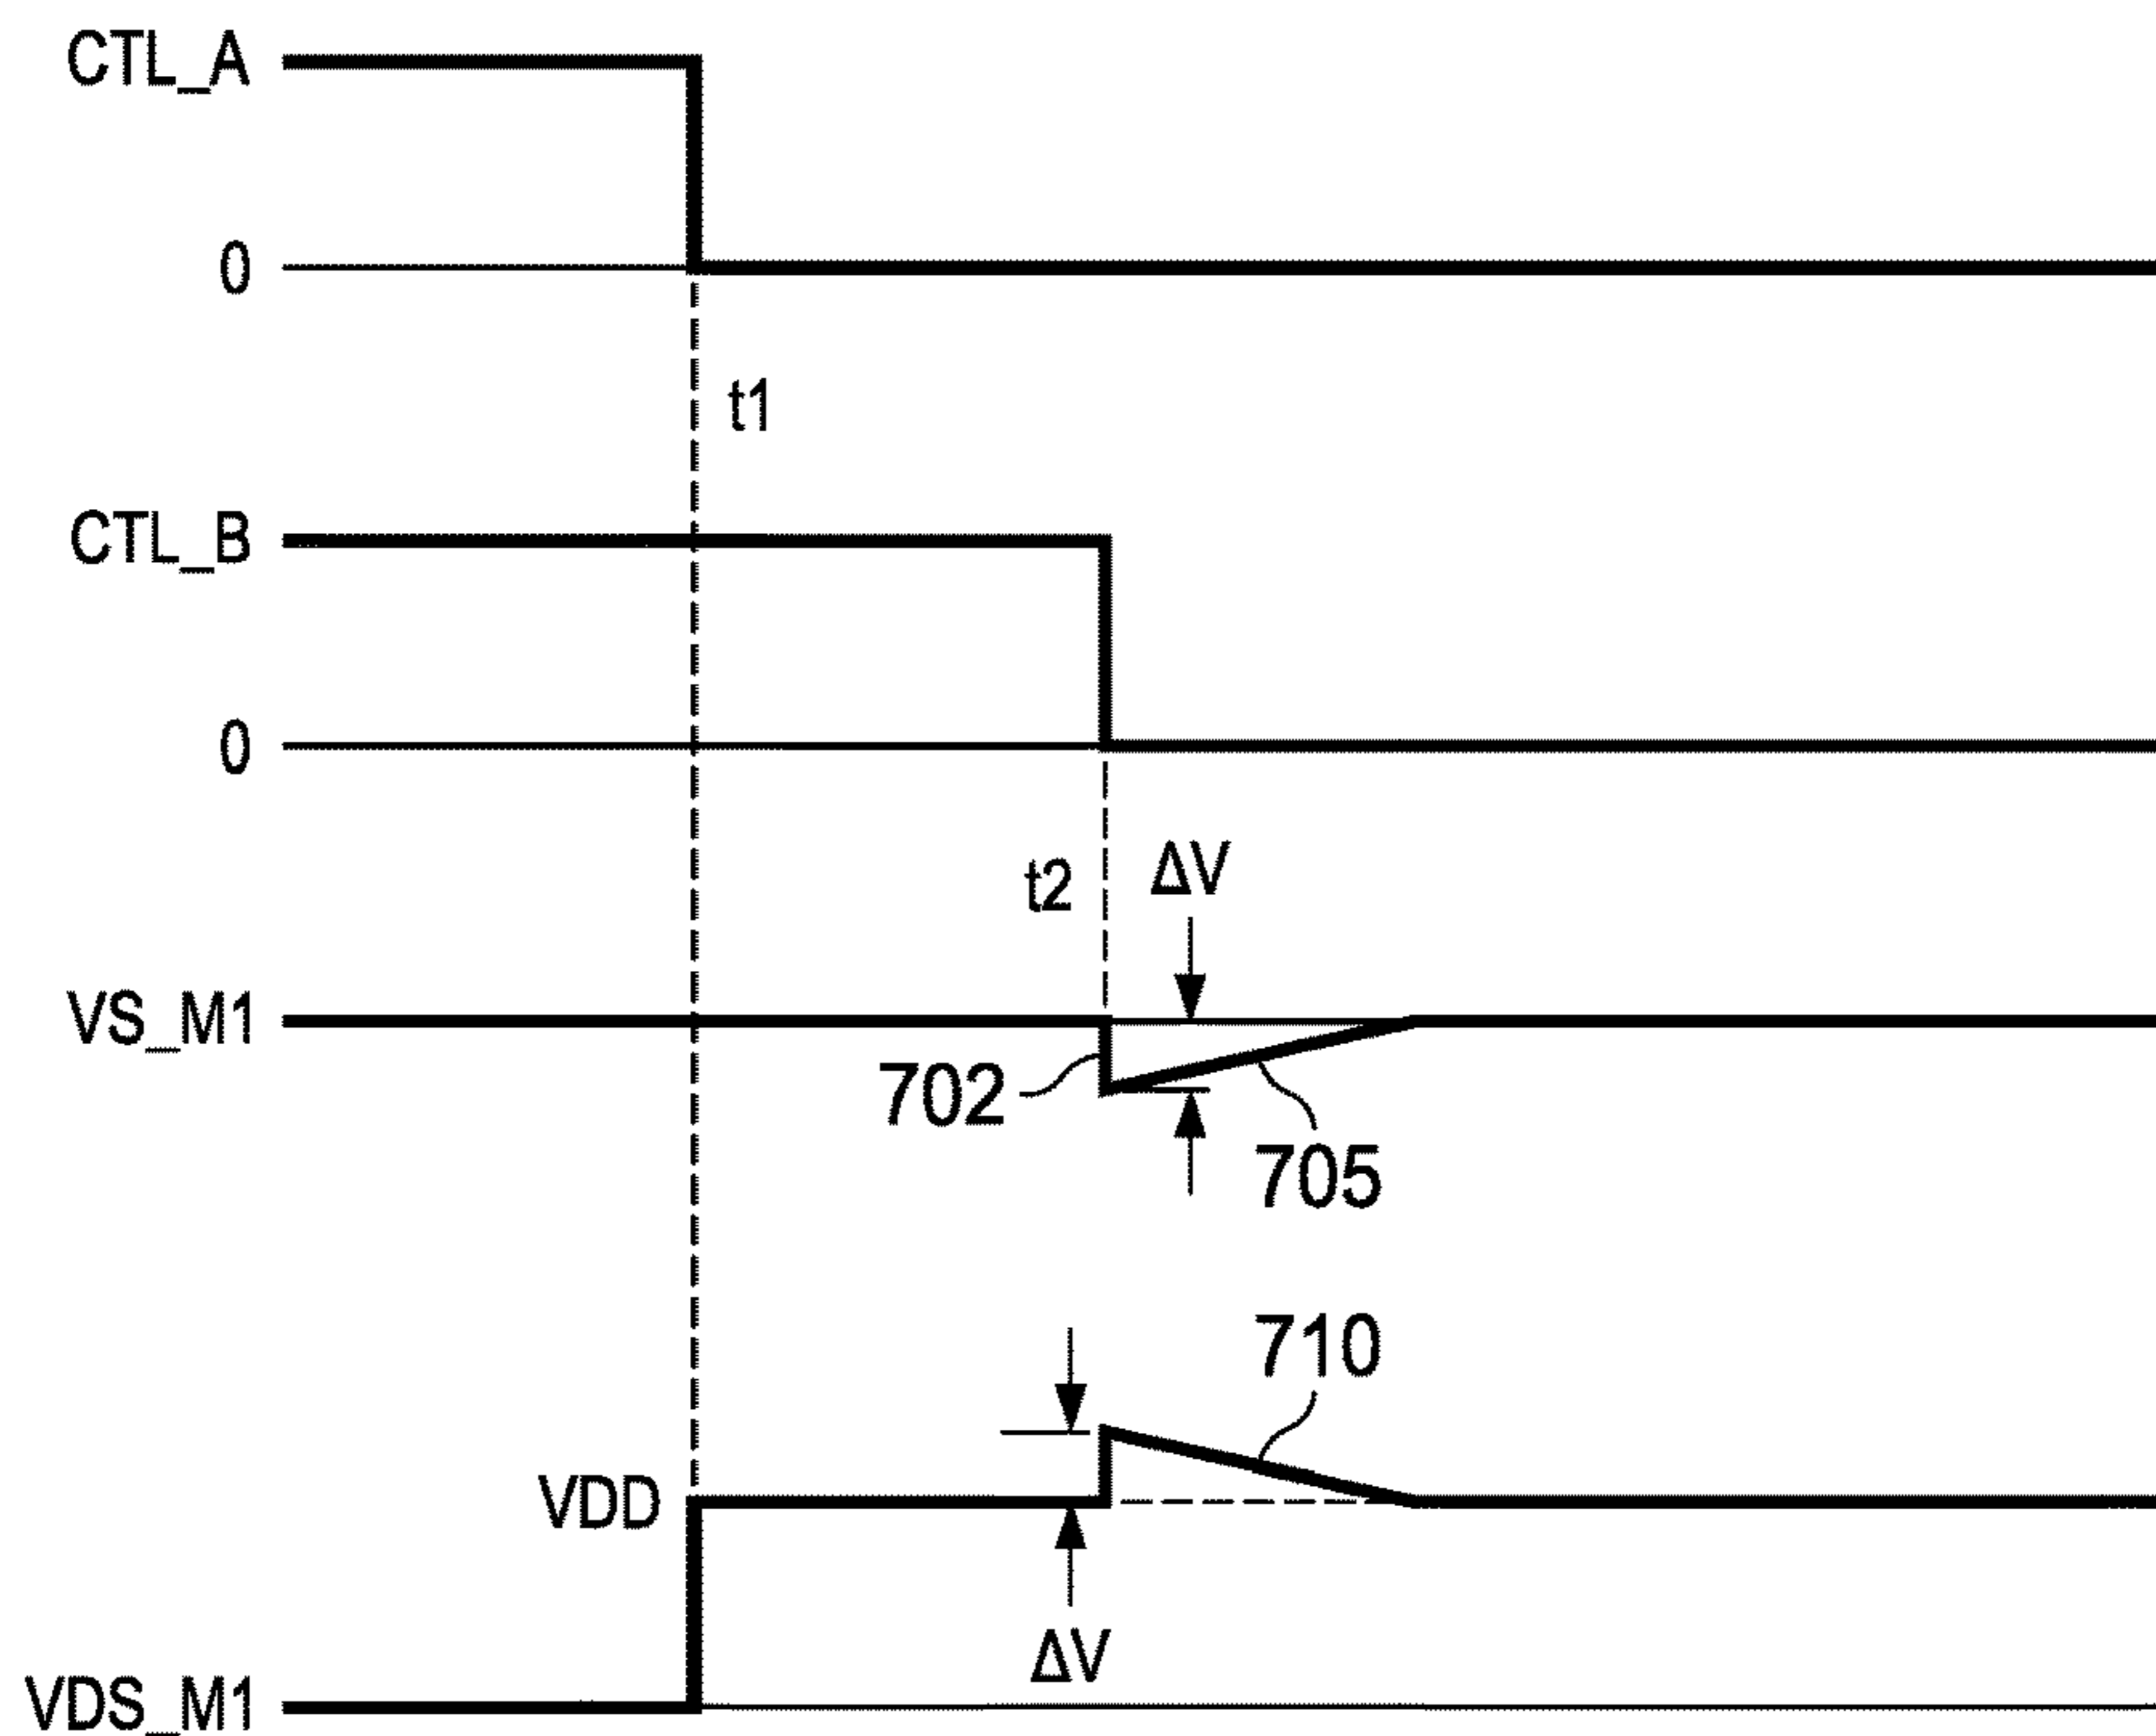 CTL_A
0
t1
CTL_B
0
t2
ΔV
VS_M1
702
705
710
VDD
ΔV
VDS_M1